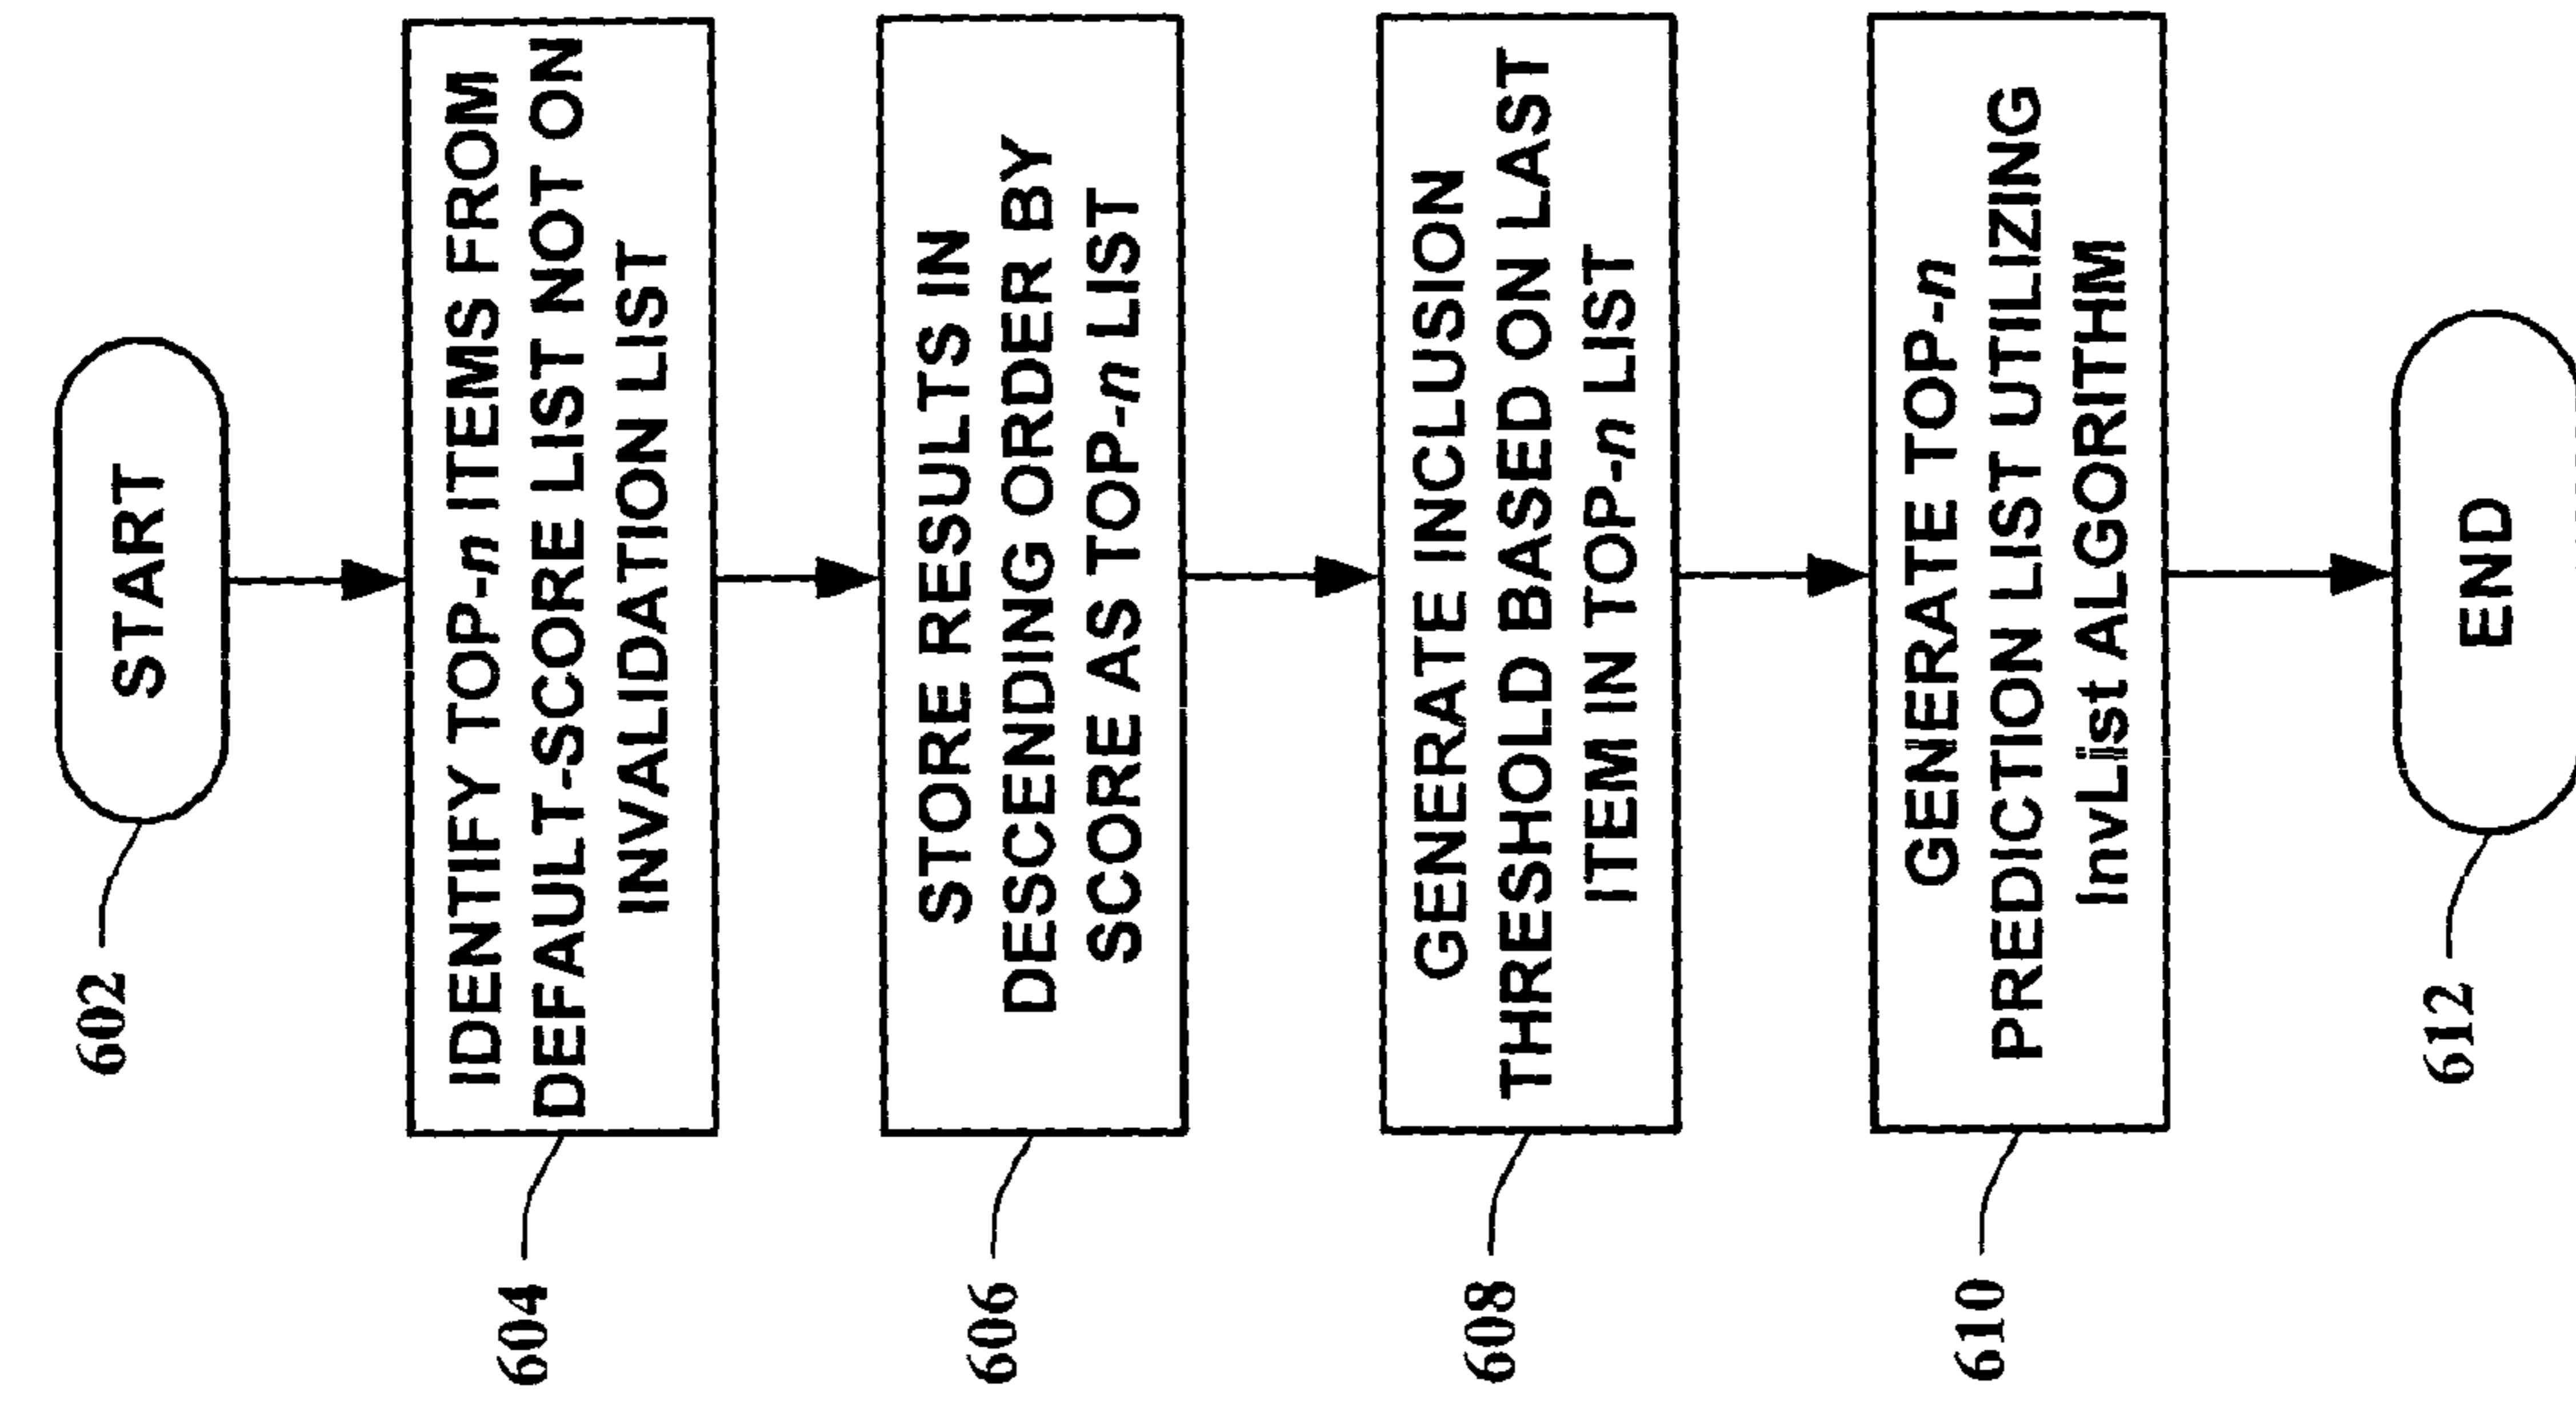 START
602
IDENTIFY TOP-n ITEMS FROM
DEFAULT-SCORE LIST NOT ON
INVALIDATION LIST
604
STORE RESULTS IN
DESCENDING ORDER BY
SCORE AS TOP-n LIST
606
GENERATE INCLUSION
THRESHOLD BASED ON LAST
ITEM IN TOP-n LIST
608
GENERATE TOP-n
PREDICTION LIST UTILIZING
InvList ALGORITHM
610
END
612